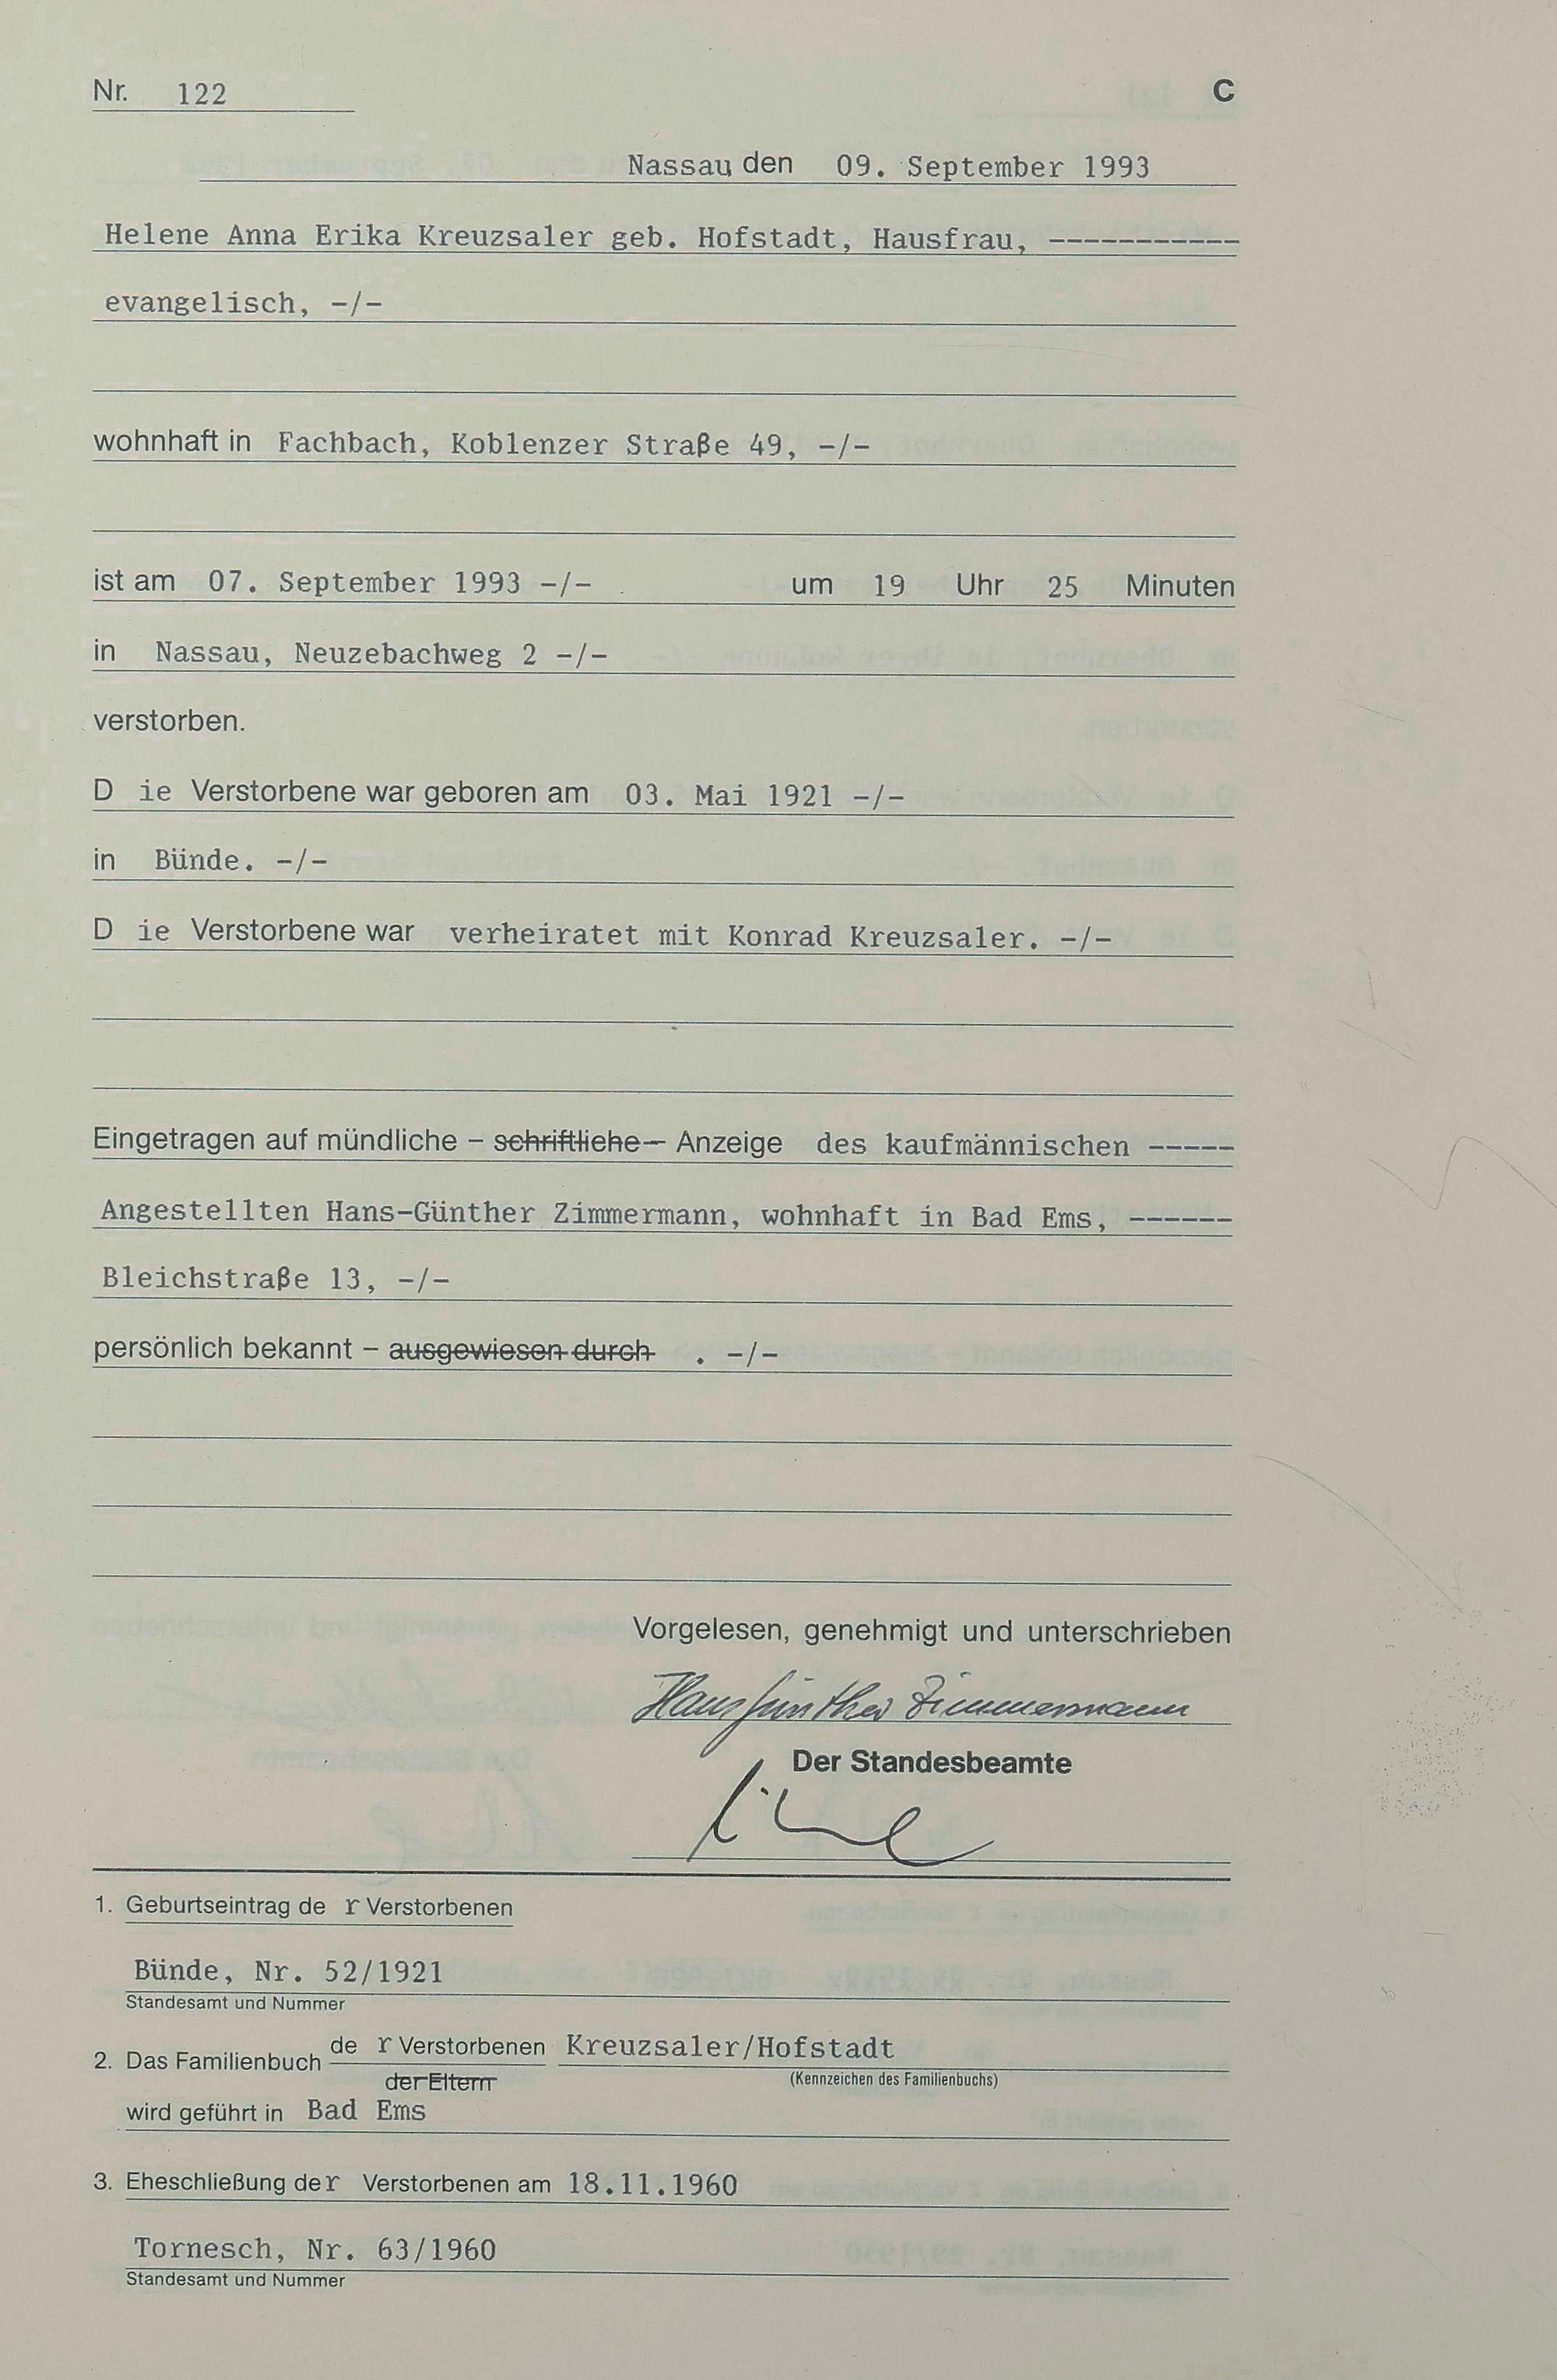 Nr. 122 C
Nassau den 09. September 1993
Helene Anna Erika Kreuzsaler geb. Hofstadt, Hausfrau, -----------
evangelisch, -/-
wohnhaft in Fachbach, Koblenzer Straße 49, -/-
ist am 07. September 1993 -/- um 19 Uhr 25 Minuten
in Nassau, Neuzebachweg 2 -/-
verstorben.
D ie Verstorbene war geboren am 03. Mai 1921 -/-
in Bünde. -/-
D ie Verstorbene war verheiratet mit Konrad Kreuzsaler. -/-
Eingetragen auf mündliche – schriftliche – Anzeige des kaufmännischen -----
Angestellten Hans-Günther Zimmermann, wohnhaft in Bad Ems, ------
Bleichstraße 13, -/-
persönlich bekannt – ausgewiesen durch . -/-
Vorgelesen, genehmigt und unterschrieben
Hans Günther Zimmermann
Der Standesbeamte
1. Geburtseintrag de r Verstorbenen
Bünde, Nr. 52/1921
Standesamt und Nummer
2. Das Familienbuch de r Verstorbenen Kreuzsaler/Hofstadt
der Eltern (Kennzeichen des Familienbuchs)
wird geführt in Bad Ems
3. Eheschließung der Verstorbenen am 18.11.1960
Tornesch, Nr. 63/1960
Standesamt und Nummer